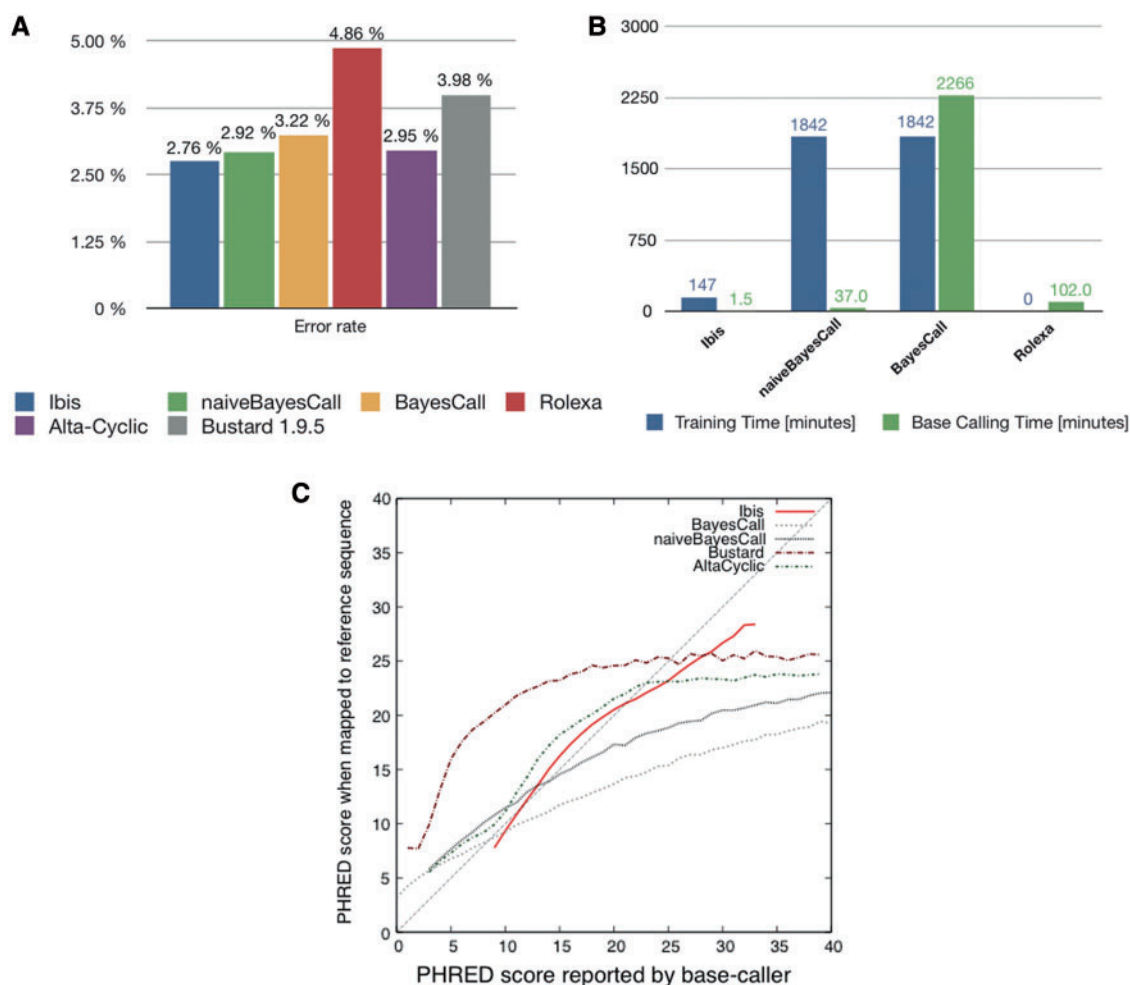 A
5.00 %
3.75 %
2.50 %
1.25 %
0 %
2.76 %
2.92 %
3.22 %
4.86 %
2.95 %
3.98 %
Error rate
Ibis
naiveBayesCall
BayesCall
Rolexa
Alta-Cyclic
Bustard 1.9.5
B
3000
2250
1500
750
0
147
1.5
1842
37.0
1842
2266
0
102.0
Ibis
naiveBayesCall
BayesCall
Rolexa
Training Time [minutes]
Base Calling Time [minutes]
C
PHRED score when mapped to reference sequence
40
35
30
25
20
15
10
5
0
Ibis
BayesCall
naiveBayesCall
Bustard
AltaCyclic
0 5 10 15 20 25 30 35 40
PHRED score reported by base-caller